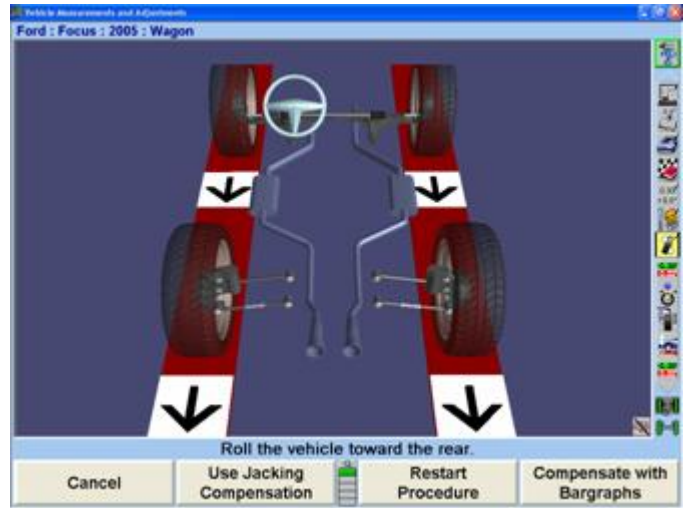 Vehicle Measurements and Adjustments
Ford : Focus : 2005 : Wagon
Roll the vehicle toward the rear.
Cancel
Use Jacking
Compensation
Restart
Procedure
Compensate with
Bargraphs